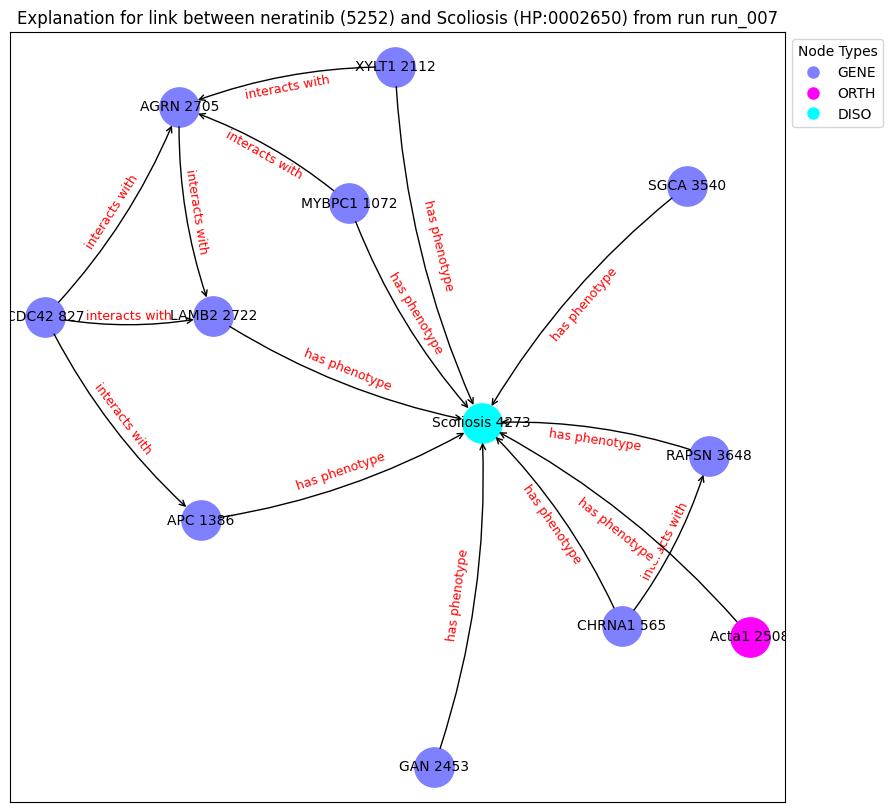 Explanation for link between neratinib (5252) and Scoliosis (HP:0002650) from run run_007
Node Types
GENE
ORTH
DISO
XYLT1 2112
AGRN 2705
interacts with
interacts with
MYBPC1 1072
SGCA 3540
interacts with
interacts with
has phenotype
has phenotype
has phenotype
CDC42 827
interacts with
LAMB2 2722
has phenotype
interacts with
Scoliosis 4273
has phenotype
RAPSN 3648
has phenotype
has phenotype
has phenotype
interacts with
APC 1386
has phenotype
CHRNA1 565
Acta1 2508
GAN 2453